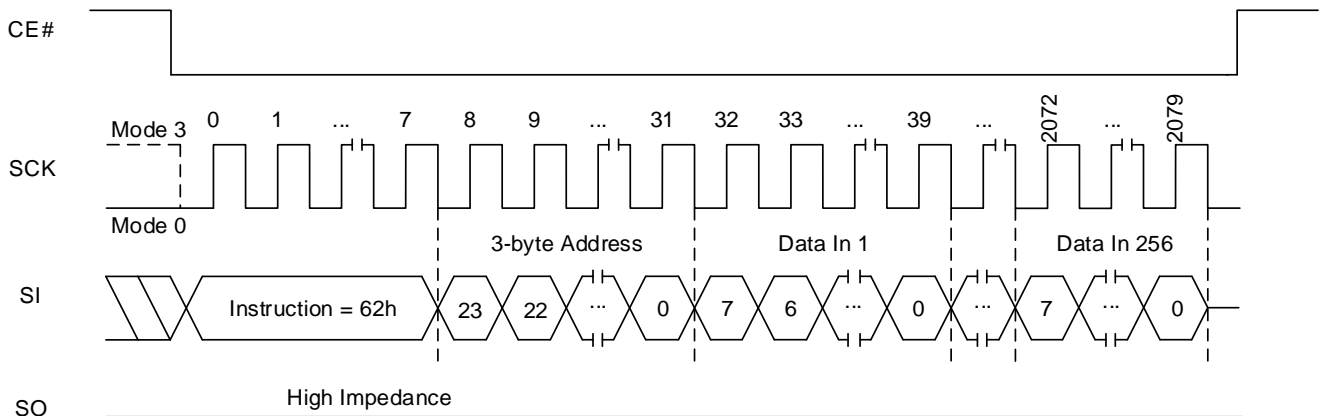 CE#
Mode 3
0 1 ... 7 8 9 ... 31 32 33 ... 39 ... 2072 ... 2079
SCK
Mode 0
3-byte Address Data In 1 Data In 256
SI
Instruction = 62h 23 22 ... 0 7 6 ... 0 ... 7 ... 0
High Impedance
SO